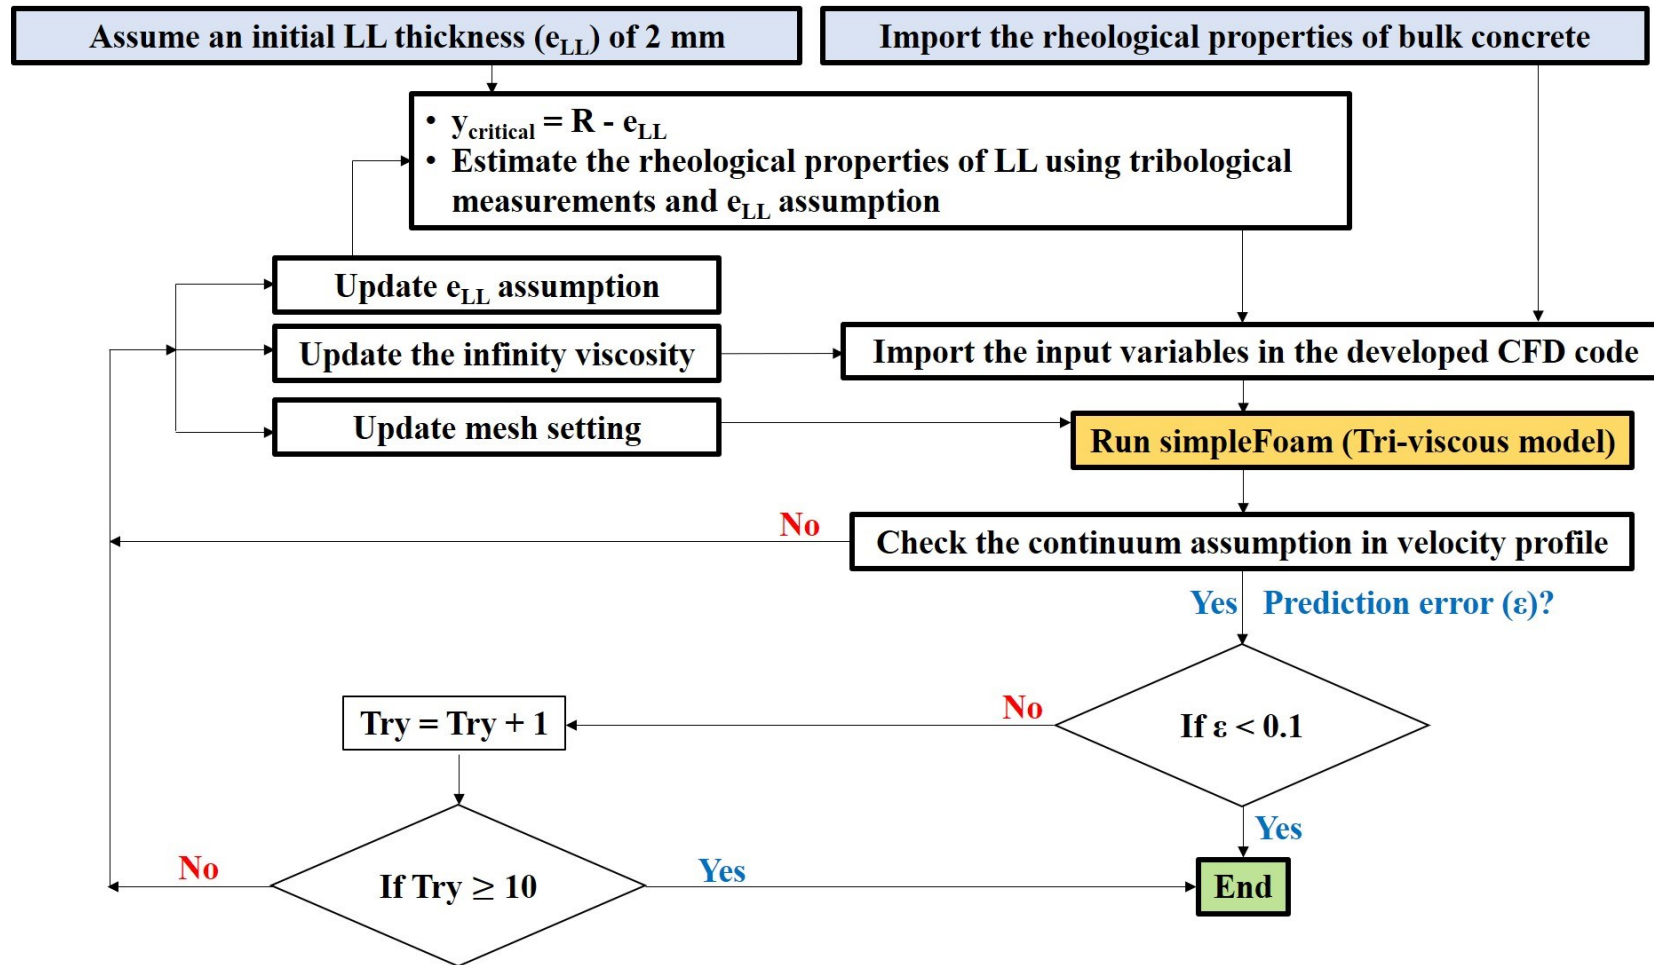 Assume an initial LL thickness (eLL) of 2 mm
Import the rheological properties of bulk concrete
• ycritical = R - eLL
• Estimate the rheological properties of LL using tribological
measurements and eLL assumption
Update eLL assumption
Update the infinity viscosity
Import the input variables in the developed CFD code
Update mesh setting
Run simpleFoam (Tri-viscous model)
No
Check the continuum assumption in velocity profile
Yes
Prediction error (ε)?
No
If ε < 0.1
Try = Try + 1
Yes
No
If Try ≥ 10
Yes
End